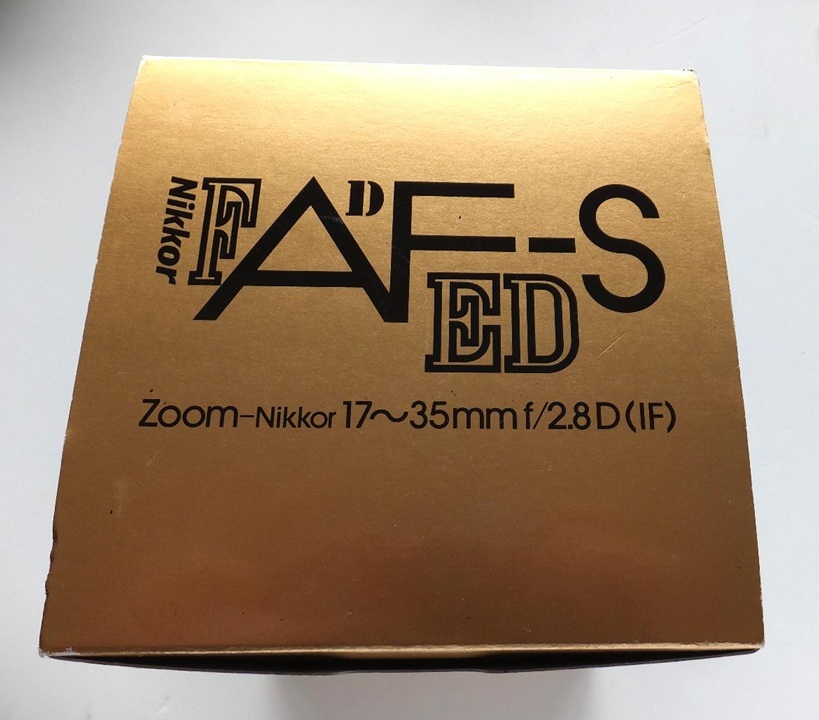 Nikkor F AF-S D
ED
Zoom-Nikkor 17~35mm f/2.8D(IF)